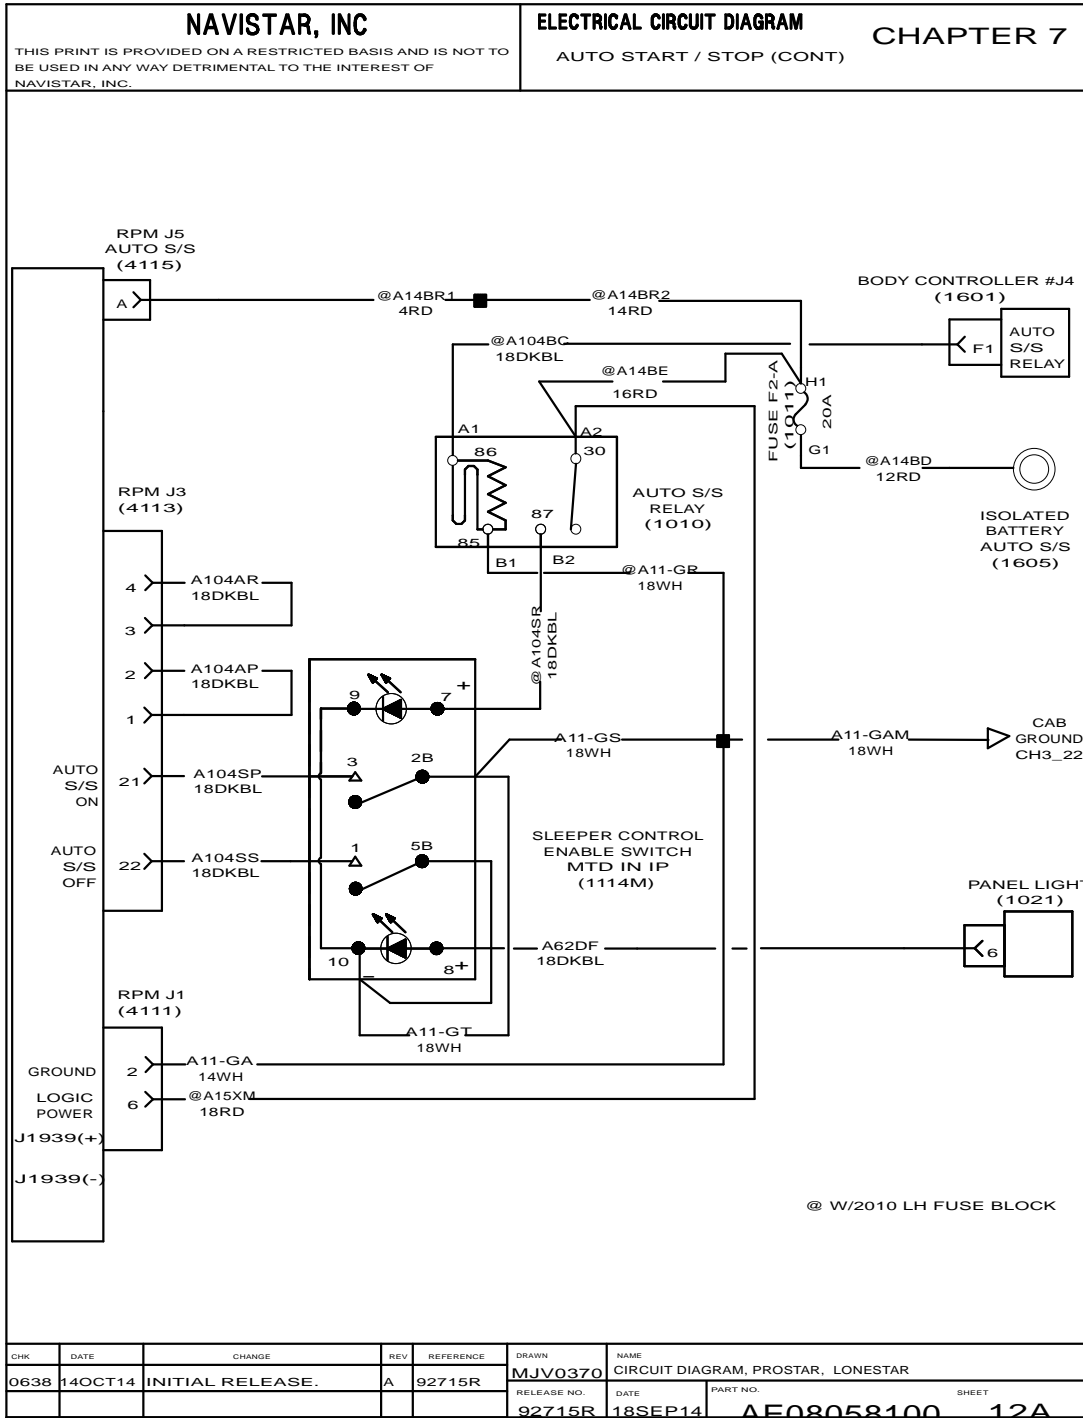 NAVISTAR, INC
THIS PRINT IS PROVIDED ON A RESTRICTED BASIS AND IS NOT TO
BE USED IN ANY WAY DETRIMENTAL TO THE INTEREST OF
NAVISTAR, INC.
ELECTRICAL CIRCUIT DIAGRAM
AUTO START / STOP (CONT)
CHAPTER 7
RPM J5
AUTO S/S
(4115)
A
@A14BR1
4RD
@A14BR2
14RD
BODY CONTROLLER #J4
(1601)
F1
AUTO
S/S
RELAY
@A104BC
18DKBL
@A14BE
16RD
FUSE F2-A
(1011)
H1
20A
G1
@A14BD
12RD
ISOLATED
BATTERY
AUTO S/S
(1605)
A1
A2
86
30
87
85
B1
B2
AUTO S/S
RELAY
(1010)
@A11-GR
18WH
@A104SR
18DKBL
RPM J3
(4113)
4
A104AR
18DKBL
3
2
A104AP
18DKBL
1
AUTO
S/S
ON
21
A104SP
18DKBL
AUTO
S/S
OFF
22
A104SS
18DKBL
9
7
+
3
2B
1
5B
10
8+
−
A11-GS
18WH
A11-GAM
18WH
CAB
GROUND
CH3_22
SLEEPER CONTROL
ENABLE SWITCH
MTD IN IP
(1114M)
A62DF
18DKBL
PANEL LIGHT
(1021)
6
A11-GT
18WH
RPM J1
(4111)
GROUND
2
A11-GA
14WH
LOGIC
POWER
6
@A15XM
18RD
J1939(+)
J1939(-)
@ W/2010 LH FUSE BLOCK
CHK DATE CHANGE REV REFERENCE
0638 14OCT14 INITIAL RELEASE. A 92715R
DRAWN
MJV0370
NAME
CIRCUIT DIAGRAM, PROSTAR, LONESTAR
RELEASE NO.
92715R
DATE
18SEP14
PART NO.
AE08058100
SHEET
12A